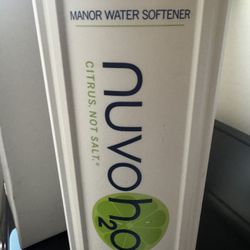 MANOR WATER SOFTENER
nuvoh2o
CITRUS. NOT SALT.®